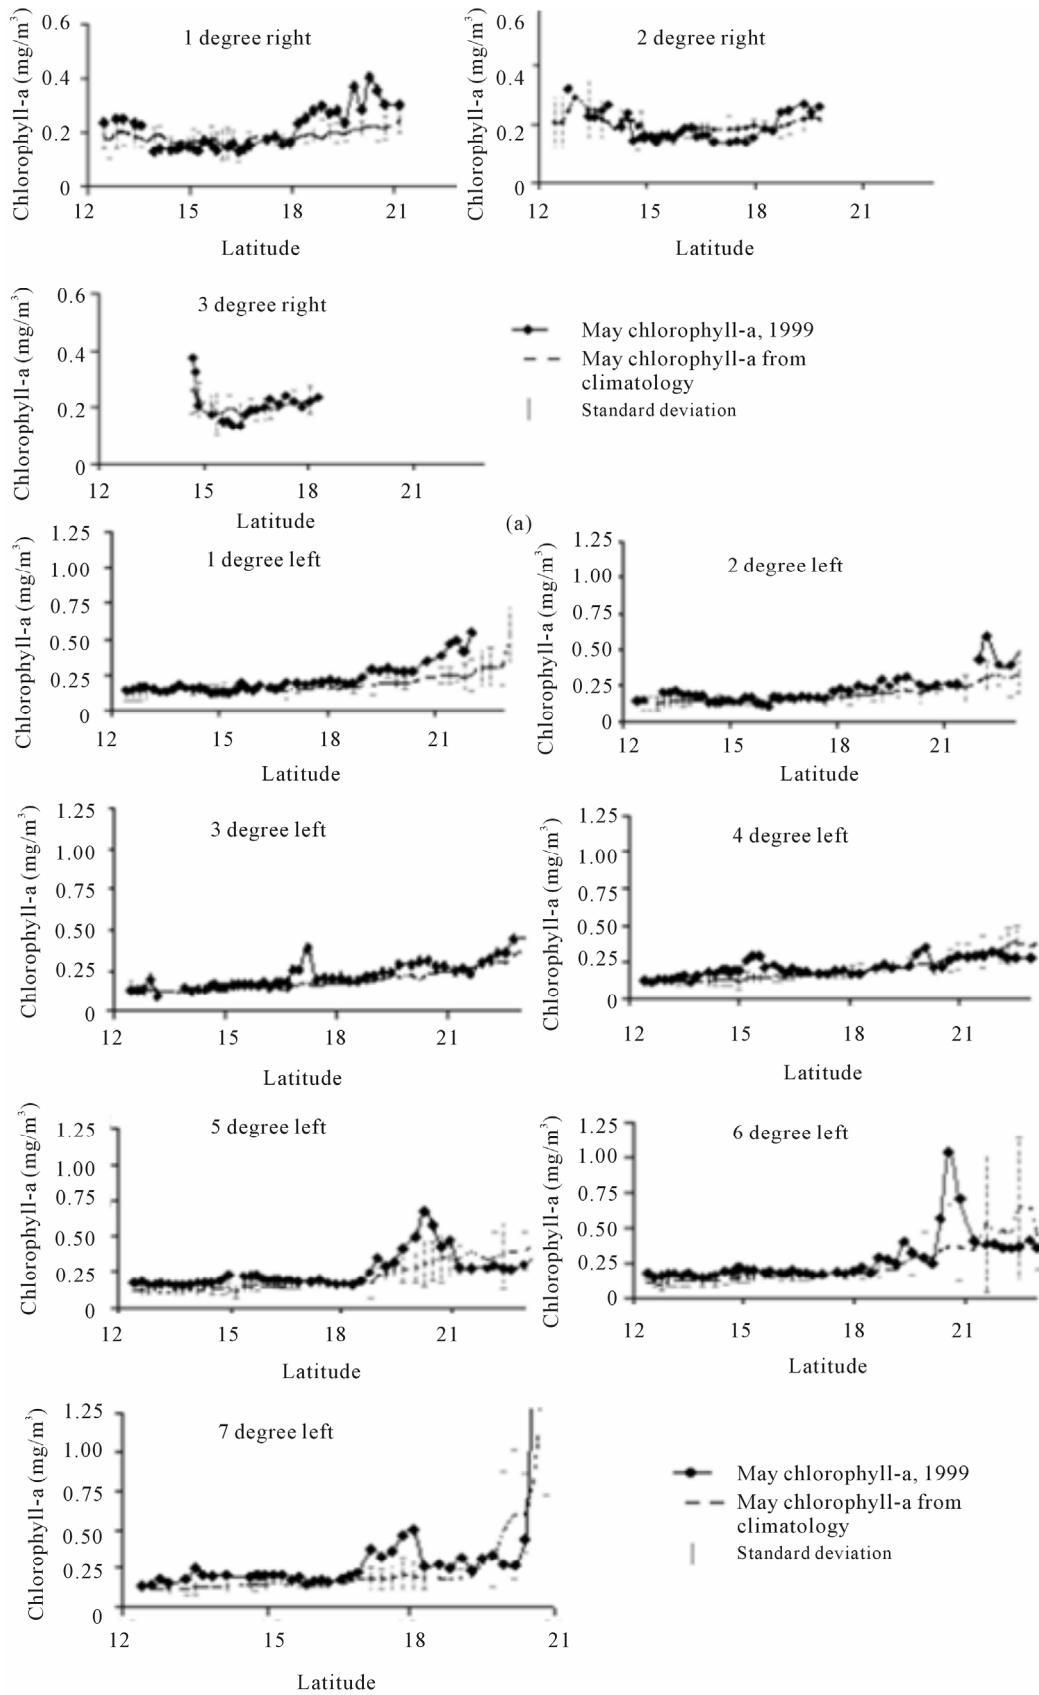 1 degree right
Chlorophyll-a (mg/m³)
0.6
0.4
0.2
0
12 15 18 21
Latitude
2 degree right
Chlorophyll-a (mg/m³)
0.6
0.4
0.2
0
12 15 18 21
Latitude
3 degree right
Chlorophyll-a (mg/m³)
0.6
0.4
0.2
0
12 15 18 21
Latitude
May chlorophyll-a, 1999
May chlorophyll-a from
climatology
Standard deviation
(a)
1 degree left
Chlorophyll-a (mg/m³)
1.25
1.00
0.75
0.50
0.25
0
12 15 18 21
Latitude
2 degree left
Chlorophyll-a (mg/m³)
1.25
1.00
0.75
0.50
0.25
0
12 15 18 21
Latitude
3 degree left
Chlorophyll-a (mg/m³)
1.25
1.00
0.75
0.50
0.25
0
12 15 18 21
Latitude
4 degree left
Chlorophyll-a (mg/m³)
1.25
1.00
0.75
0.50
0.25
0
12 15 18 21
Latitude
5 degree left
Chlorophyll-a (mg/m³)
1.25
1.00
0.75
0.50
0.25
0
12 15 18 21
Latitude
6 degree left
Chlorophyll-a (mg/m³)
1.25
1.00
0.75
0.50
0.25
0
12 15 18 21
Latitude
7 degree left
Chlorophyll-a (mg/m³)
1.25
1.00
0.75
0.50
0.25
0
12 15 18 21
Latitude
May chlorophyll-a, 1999
May chlorophyll-a from
climatology
Standard deviation